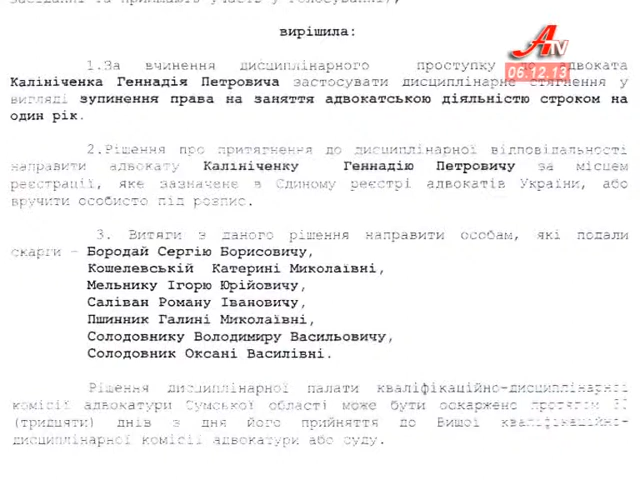 засіданні та приймають участь у голосуванні),
вирішила:
АTV
06.12.13
1.За вчинення дисциплінарного проступку до адвоката
Калініченка Геннадія Петровича застосувати дисциплінарне стягнення у
вигляді зупинення права на заняття адвокатською діяльністю строком на
один рік.
2.Рішення про притягнення до дисциплінарної відповідальності
направити адвокату Калініченку Геннадію Петровичу за місцем
реєстрації, яке зазначене в Єдиному реєстрі адвокатів України, або
вручити особисто під розпис.
3. Витяги з даного рішення направити особам, які подали
скарги – Бородай Сергію Борисовичу,
Кошелевській Катерині Миколаївні,
Мельнику Ігорю Юрійовичу,
Саліван Роману Івановичу,
Пшинник Галині Миколаївні,
Солодовнику Володимиру Васильовичу,
Солодовник Оксані Василівні.
Рішення дисциплінарної палати кваліфікаційно-дисциплінарної
комісії адвокатури Сумської області може бути оскаржено протягом 30
(тридцяти) днів з дня його прийняття до Вищої кваліфікаційно-
дисциплінарної комісії адвокатури або суду.